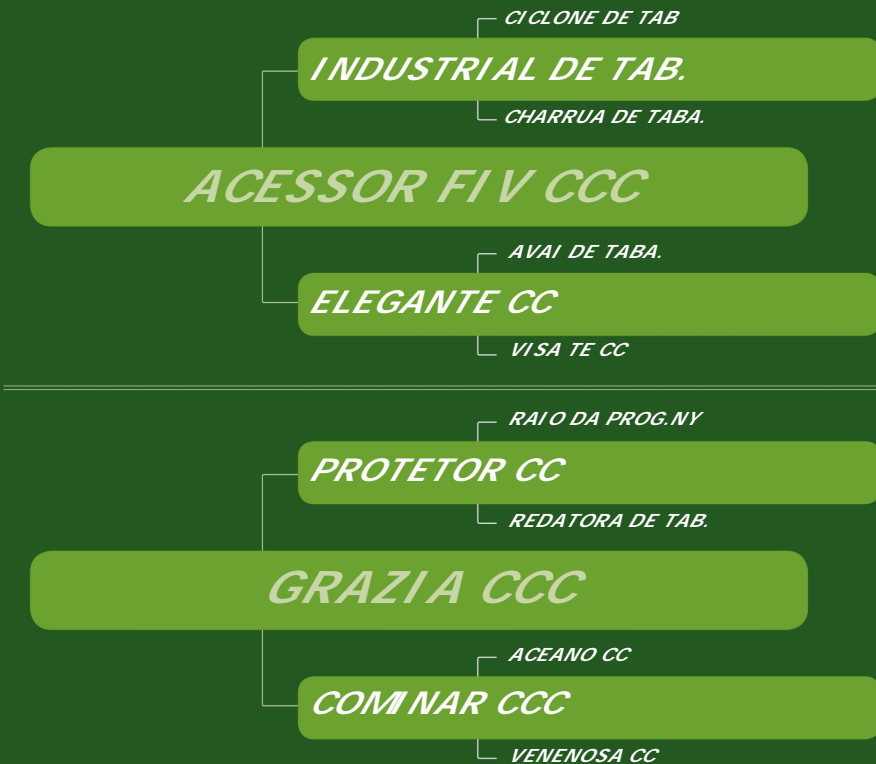 CICLONE DE TAB
INDUSTRIAL DE TAB.
CHARRUA DE TABA.
ACESSOR FIV CCC
AVAI DE TABA.
ELEGANTE CC
VISA TE CC
RAIO DA PROG.NY
PROTETOR CC
REDATORA DE TAB.
GRAZIA CCC
ACEANO CC
COMINAR CCC
VENENOSA CC